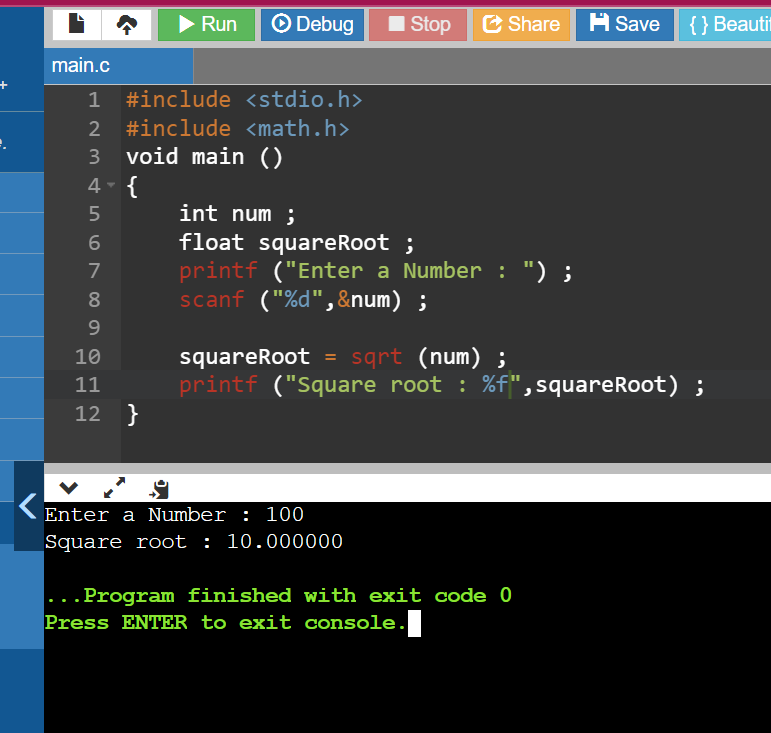 Run Debug Stop Share Save { } Beauti
main.c
+
e.
1 #include <stdio.h>
2 #include <math.h>
3 void main ()
4 {
5 int num ;
6 float squareRoot ;
7 printf ("Enter a Number : ") ;
8 scanf ("%d",&num) ;
9
10 squareRoot = sqrt (num) ;
11 printf ("Square root : %f",squareRoot) ;
12 }
Enter a Number : 100
Square root : 10.000000
...Program finished with exit code 0
Press ENTER to exit console.